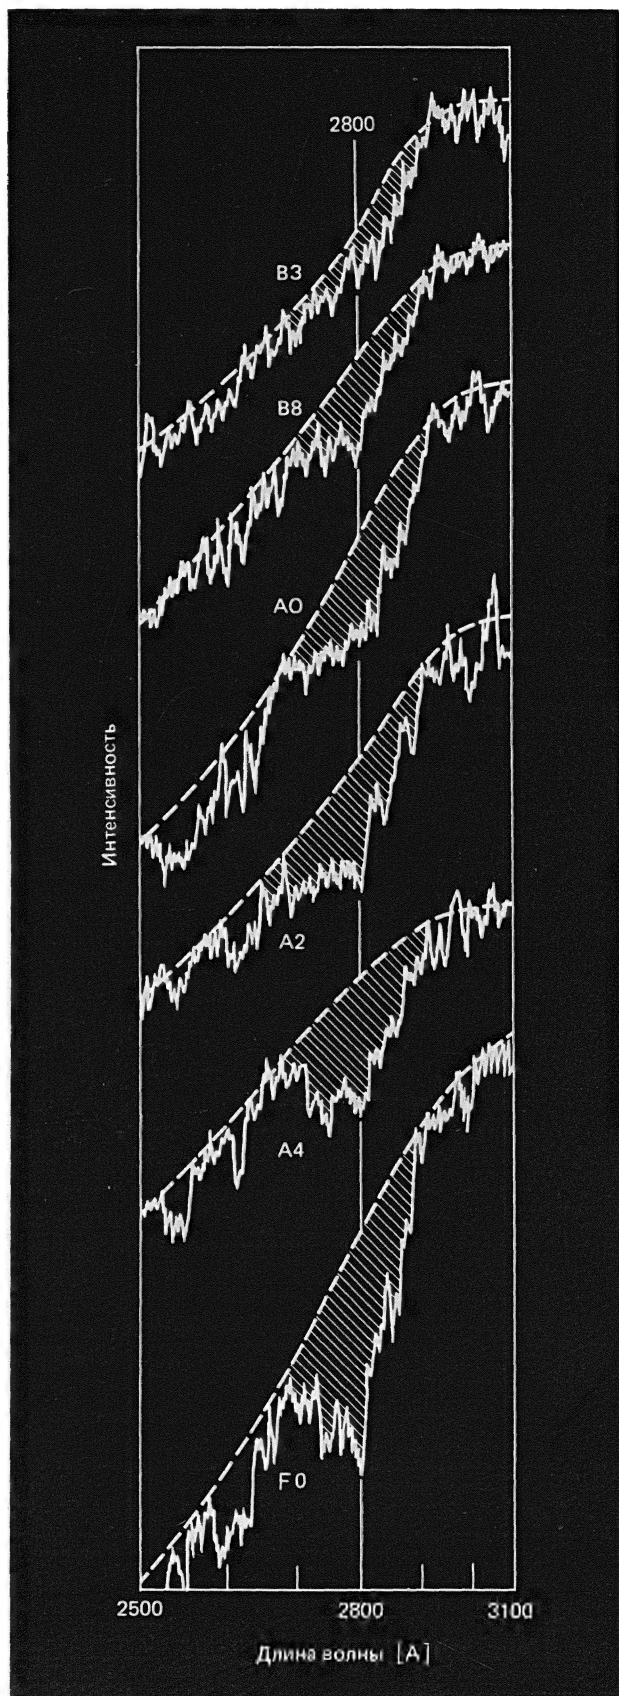 2800
B3
B8
A0
A2
A4
F0
Интенсивность
2500 2800 3100
Длина волны [А]